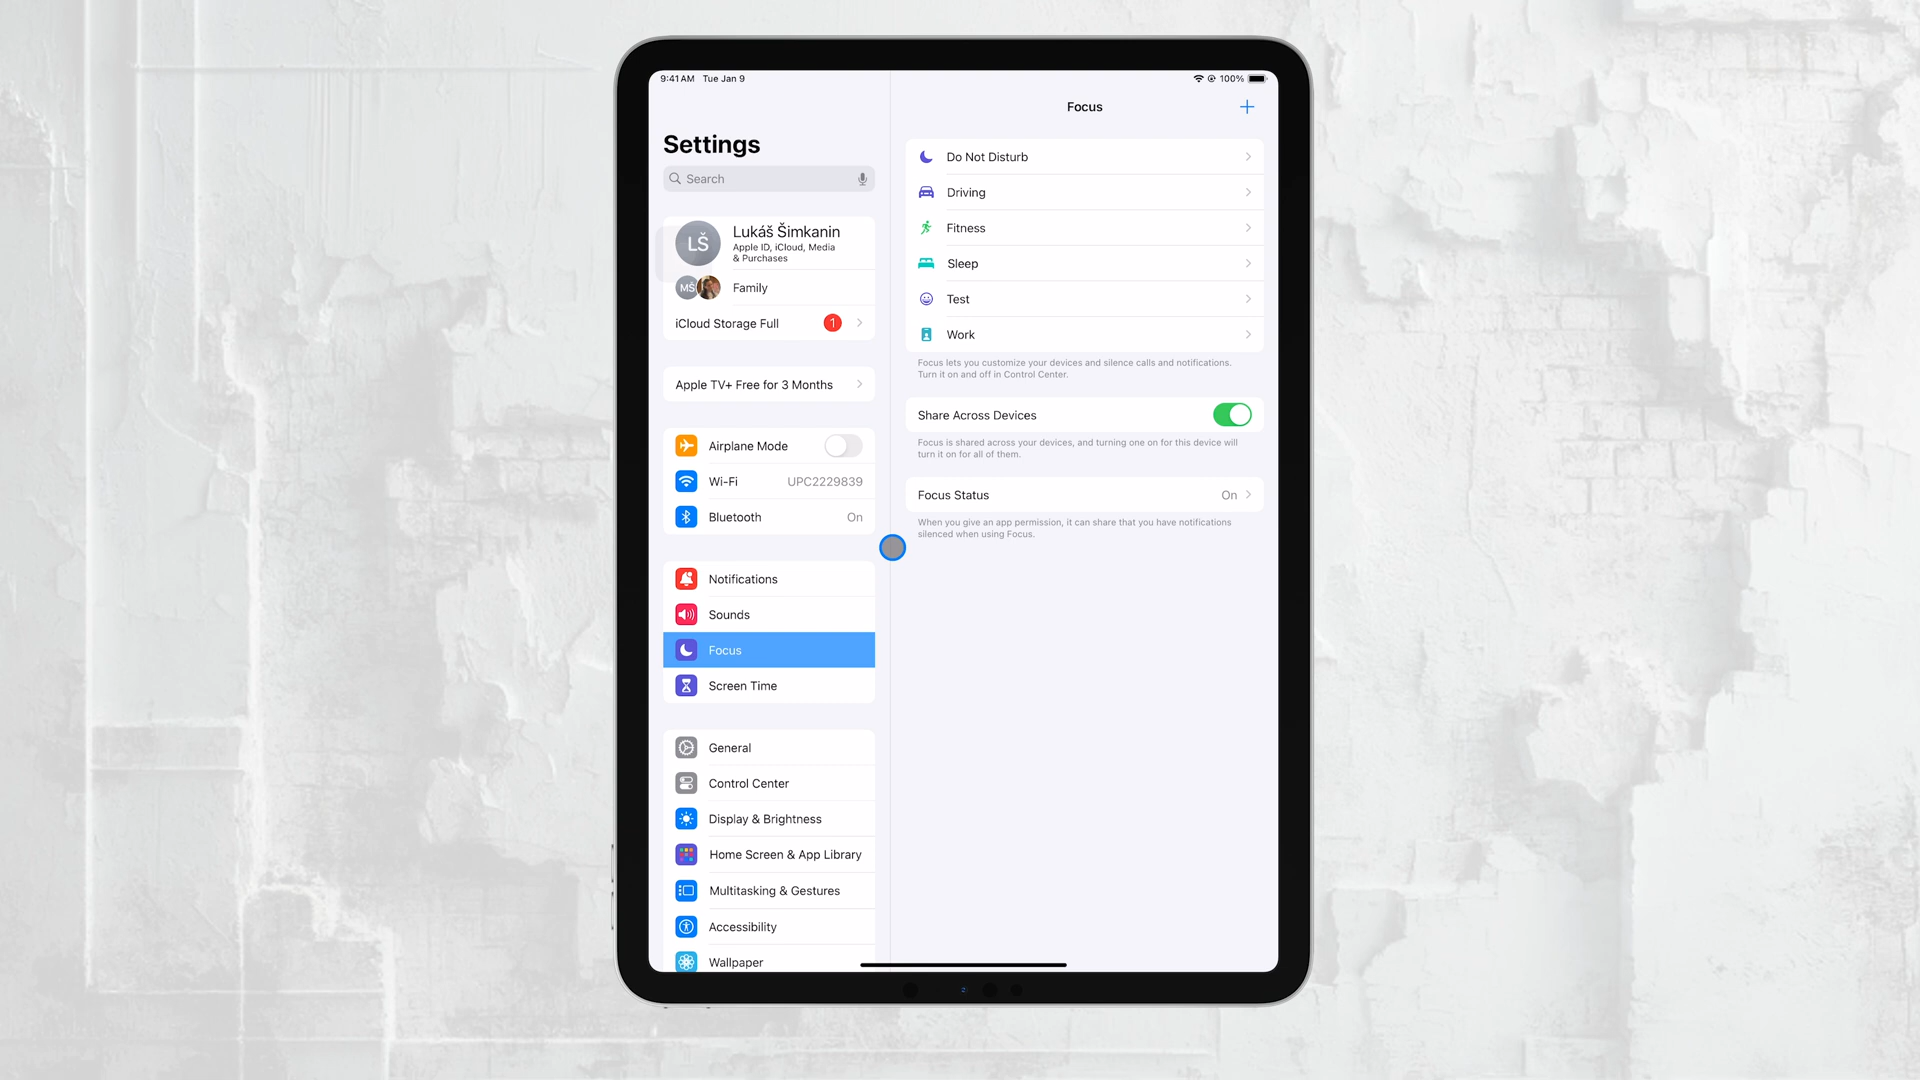 9:41 AM Tue Jan 9
100%
Settings
Search
LŠ
Lukáš Šimkanin
Apple ID, iCloud, Media
& Purchases
MŠ
Family
iCloud Storage Full
1
Apple TV+ Free for 3 Months
Airplane Mode
Wi-Fi
UPC2229839
Bluetooth
On
Notifications
Sounds
Focus
Screen Time
General
Control Center
Display & Brightness
Home Screen & App Library
Multitasking & Gestures
Accessibility
Wallpaper
Focus
Do Not Disturb
Driving
Fitness
Sleep
Test
Work
Focus lets you customize your devices and silence calls and notifications.
Turn it on and off in Control Center.
Share Across Devices
Focus is shared across your devices, and turning one on for this device will
turn it on for all of them.
Focus Status
On
When you give an app permission, it can share that you have notifications
silenced when using Focus.